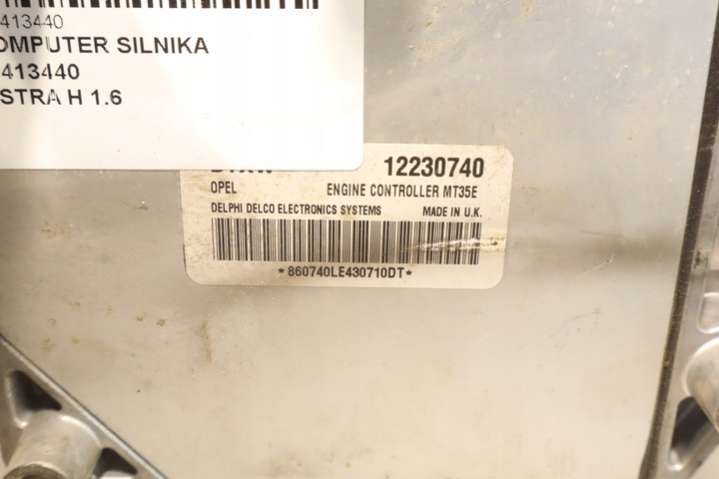 413440
OMPUTER SILNIKA
413440
STRA H 1.6
12230740
OPEL ENGINE CONTROLLER MT35E
DELPHI DELCO ELECTRONICS SYSTEMS MADE IN U.K.
*860740LE430710DT*